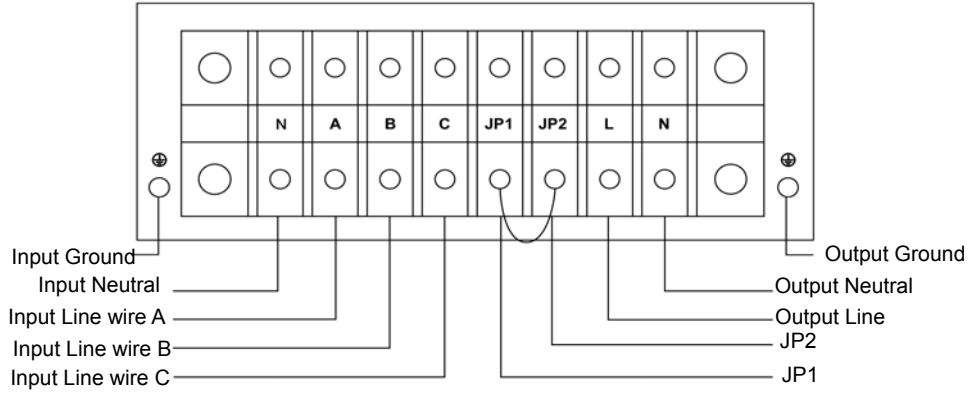 N A B C JP1 JP2 L N
Input Ground
Output Ground
Input Neutral
Output Neutral
Input Line wire A
Output Line
Input Line wire B
JP2
Input Line wire C
JP1